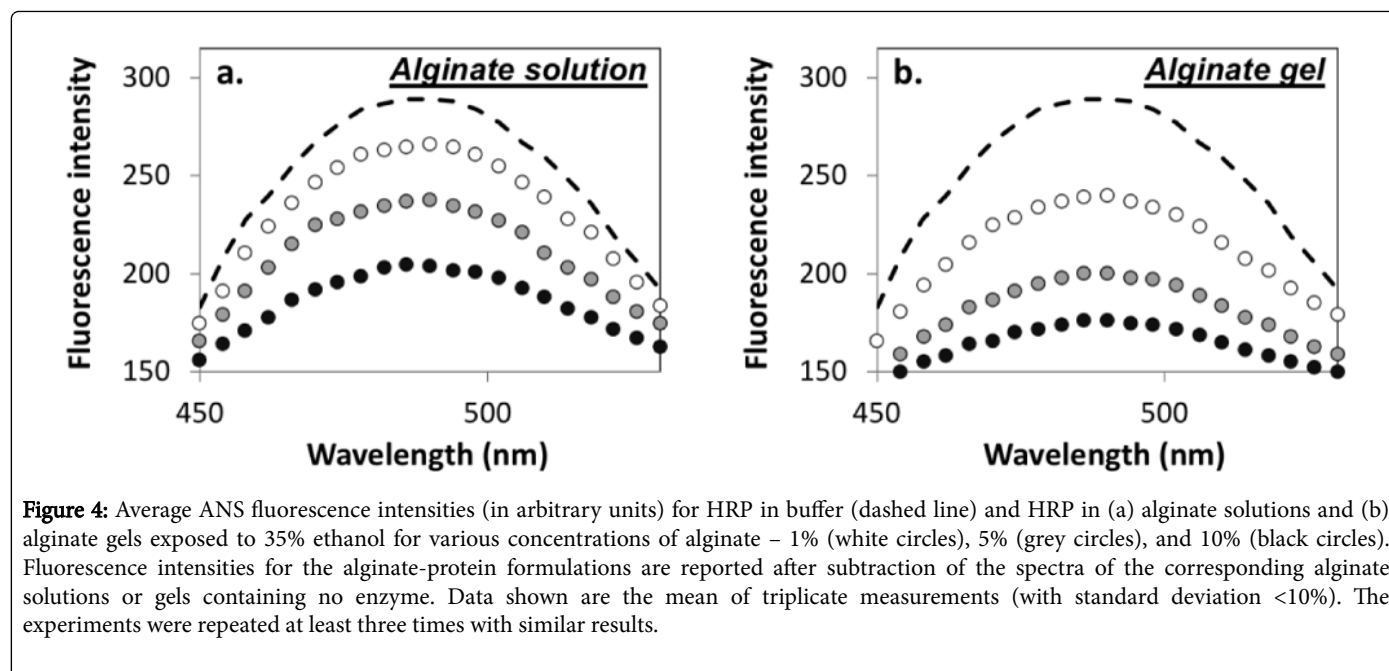 a.
Alginate solution
300
250
200
150
Fluorescence intensity
450
500
Wavelength (nm)
b.
Alginate gel
300
250
200
150
Fluorescence intensity
450
500
Wavelength (nm)
Figure 4: Average ANS fluorescence intensities (in arbitrary units) for HRP in buffer (dashed line) and HRP in (a) alginate solutions and (b)
alginate gels exposed to 35% ethanol for various concentrations of alginate – 1% (white circles), 5% (grey circles), and 10% (black circles).
Fluorescence intensities for the alginate-protein formulations are reported after subtraction of the spectra of the corresponding alginate
solutions or gels containing no enzyme. Data shown are the mean of triplicate measurements (with standard deviation <10%). The
experiments were repeated at least three times with similar results.